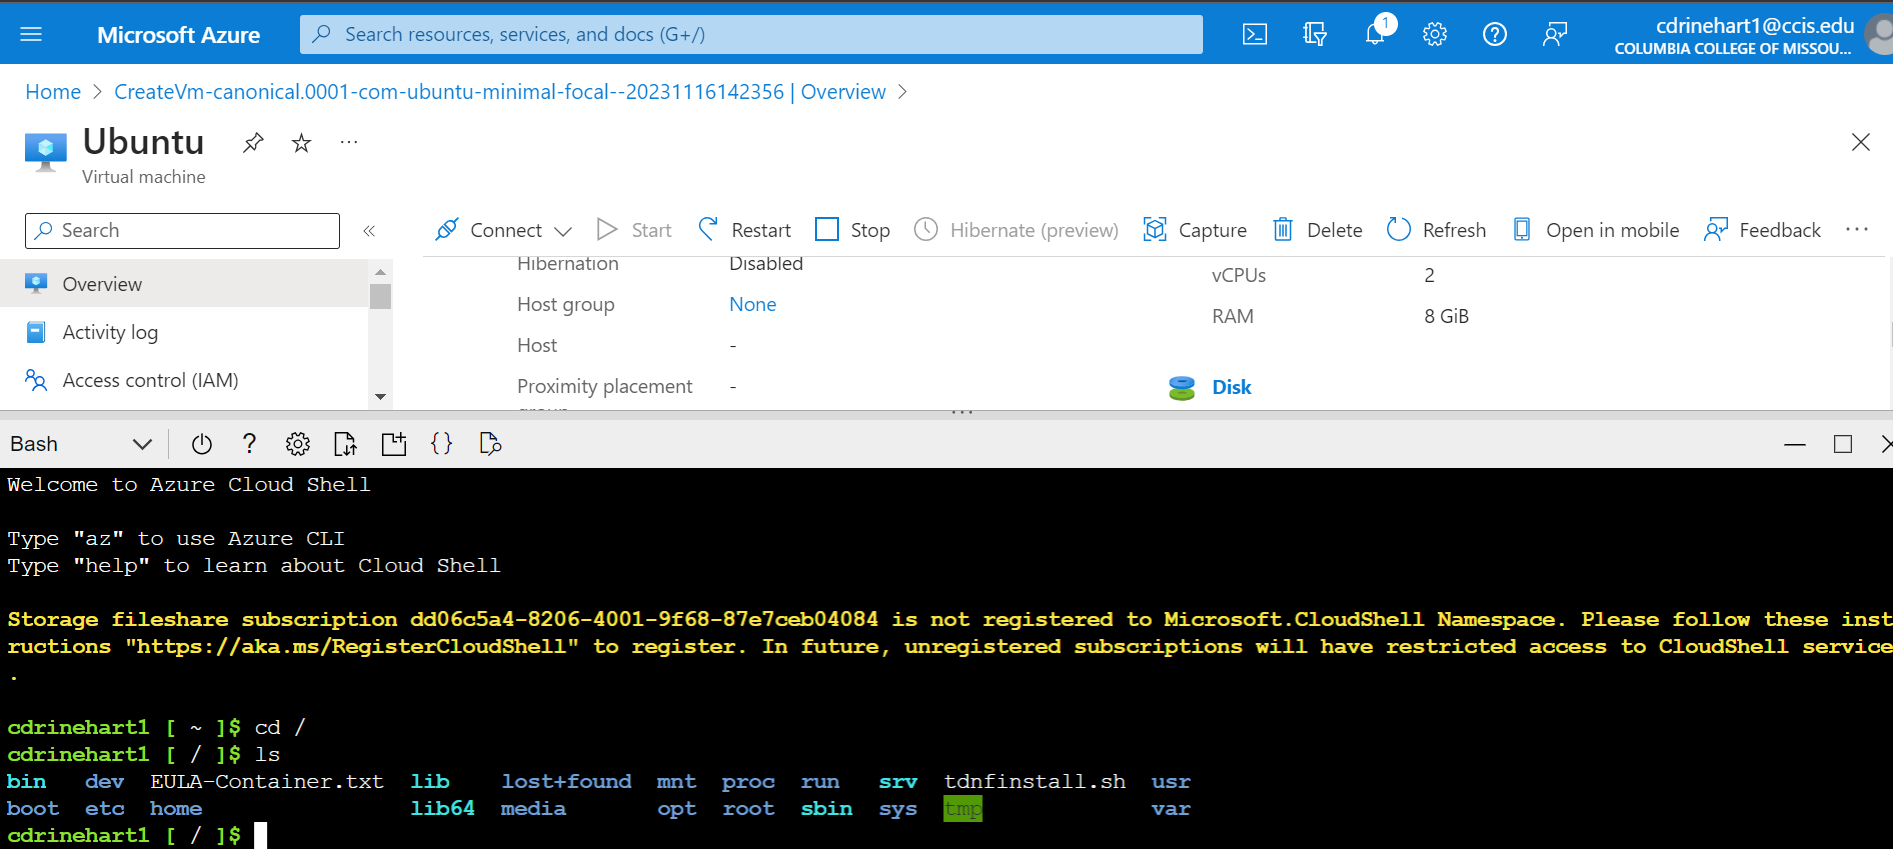 Microsoft Azure
Search resources, services, and docs (G+/)
1
cdrinehart1@ccis.edu
COLUMBIA COLLEGE OF MISSOU...
Home > CreateVm-canonical.0001-com-ubuntu-minimal-focal--20231116142356 | Overview >
Ubuntu ...
Virtual machine
Search «
Connect Start Restart Stop Hibernate (preview) Capture Delete Refresh Open in mobile Feedback ...
Overview
Activity log
Access control (IAM)
Hibernation Disabled
Host group None
Host -
Proximity placement -
vCPUs 2
RAM 8 GiB
Disk
Bash ? {}
Welcome to Azure Cloud Shell
Type "az" to use Azure CLI
Type "help" to learn about Cloud Shell
Storage fileshare subscription dd06c5a4-8206-4001-9f68-87e7ceb04084 is not registered to Microsoft.CloudShell Namespace. Please follow these inst
ructions "https://aka.ms/RegisterCloudShell" to register. In future, unregistered subscriptions will have restricted access to CloudShell service
.
cdrinehart1 [ ~ ]$ cd /
cdrinehart1 [ / ]$ ls
bin dev EULA-Container.txt lib lost+found mnt proc run srv tdnfinstall.sh usr
boot etc home lib64 media opt root sbin sys tmp var
cdrinehart1 [ / ]$